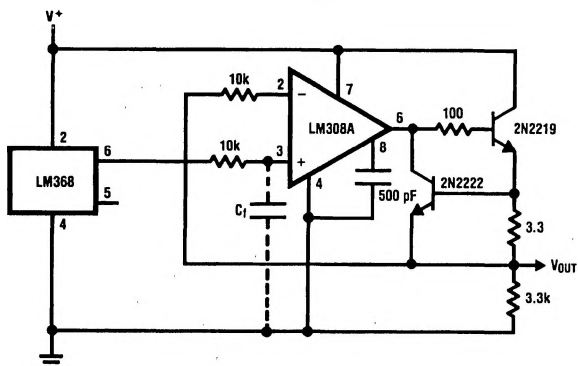 V+
10k
2
−
7
LM308A
6
100
2N2219
10k
2
6
3
+
8
LM368
5
4
4
Cf
500 pF
2N2222
3.3
VOUT
3.3k